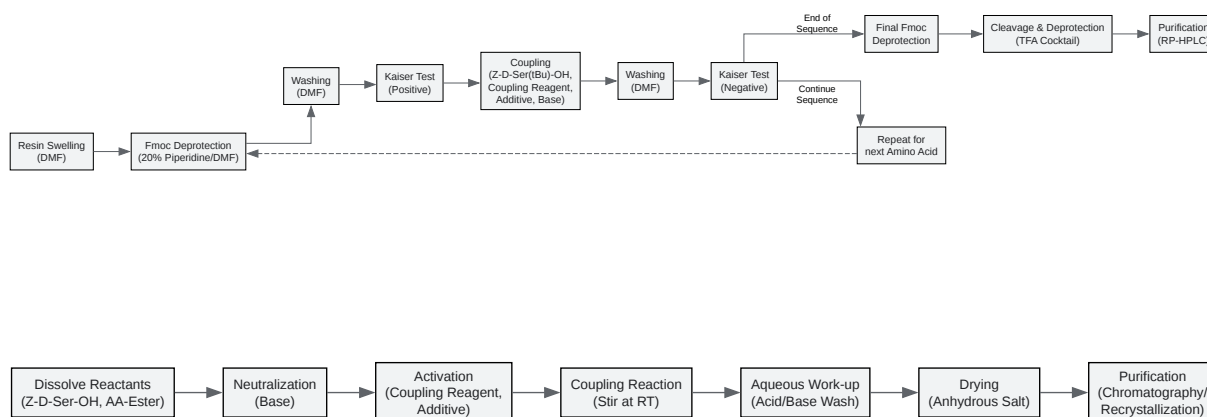 Resin Swelling
(DMF)
Fmoc Deprotection
(20% Piperidine/DMF)
Washing
(DMF)
Kaiser Test
(Positive)
Coupling
(Z-D-Ser(tBu)-OH,
Coupling Reagent,
Additive, Base)
Washing
(DMF)
Kaiser Test
(Negative)
End of
Sequence
Continue
Sequence
Final Fmoc
Deprotection
Cleavage & Deprotection
(TFA Cocktail)
Purification
(RP-HPLC)
Repeat for
next Amino Acid
Dissolve Reactants
(Z-D-Ser-OH, AA-Ester)
Neutralization
(Base)
Activation
(Coupling Reagent,
Additive)
Coupling Reaction
(Stir at RT)
Aqueous Work-up
(Acid/Base Wash)
Drying
(Anhydrous Salt)
Purification
(Chromatography/
Recrystallization)